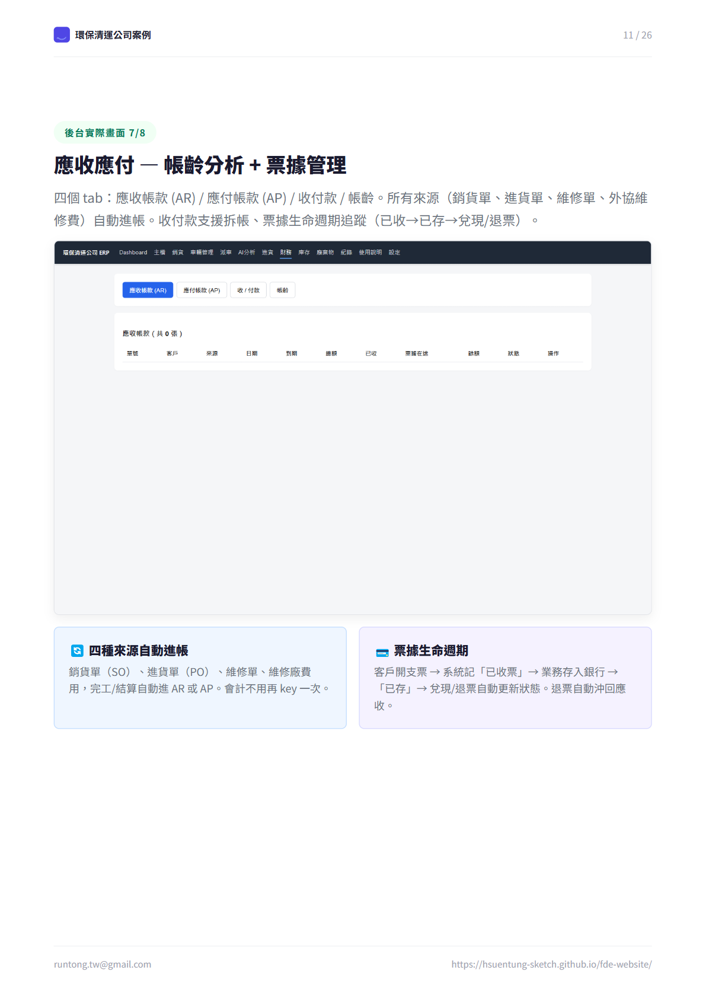 環保清運公司案例
11 / 26
後台實際畫面 7/8
應收應付 — 帳齡分析 + 票據管理
四個 tab：應收帳款 (AR) / 應付帳款 (AP) / 收付款 / 帳齡。所有來源（銷貨單、進貨單、維修單、外協維
修費）自動進帳。收付款支援拆帳、票據生命週期追蹤（已收→已存→兌現/退票）。
環保清運公司 ERP Dashboard 主檔 銷貨 車輛管理 派車 AI分析 進貨 財務 庫存 廢棄物 紀錄 使用說明 設定
應收帳款 (AR) 應付帳款 (AP) 收 / 付款 帳齡
應收帳款 ( 共 0 張 )
單號 客戶 來源 日期 到期 總額 已收 票據在途 餘額 狀態 操作
四種來源自動進帳
銷貨單（SO）、進貨單（PO）、維修單、維修廠費
用，完工/結算自動進 AR 或 AP。會計不用再 key 一次。
票據生命週期
客戶開支票 → 系統記「已收票」→ 業務存入銀行 →
「已存」→ 兌現/退票自動更新狀態。退票自動沖回應
收。
runtong.tw@gmail.com
https://hsuentung-sketch.github.io/fde-website/